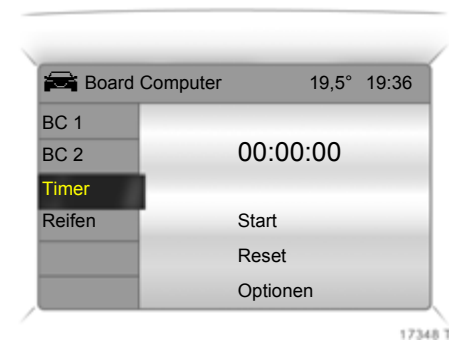 Board Computer 19,5° 19:36
BC 1
BC 2
00:00:00
Timer
Reifen
Start
Reset
Optionen
17348 T